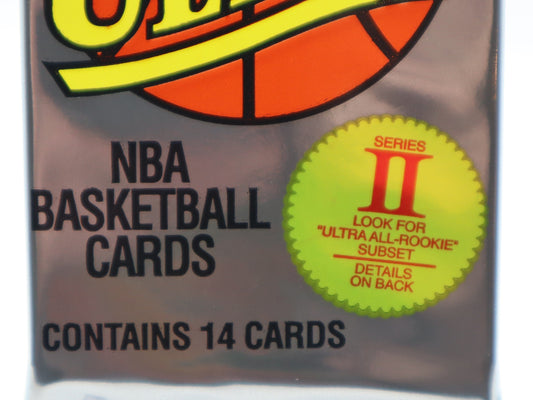 NBA
BASKETBALL
CARDS
CONTAINS 14 CARDS
SERIES
II
LOOK FOR
"ULTRA ALL-ROOKIE"
SUBSET
DETAILS
ON BACK